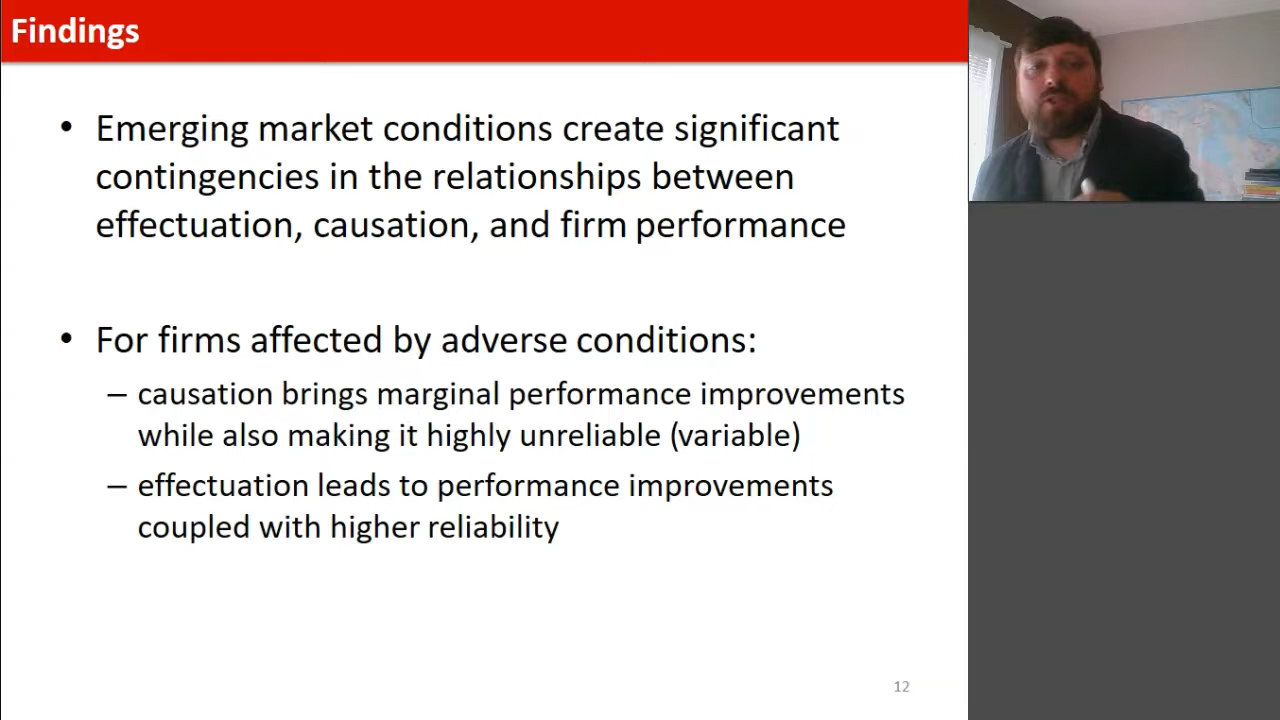 Findings
• Emerging market conditions create significant
contingencies in the relationships between
effectuation, causation, and firm performance
• For firms affected by adverse conditions:
– causation brings marginal performance improvements
while also making it highly unreliable (variable)
– effectuation leads to performance improvements
coupled with higher reliability
12